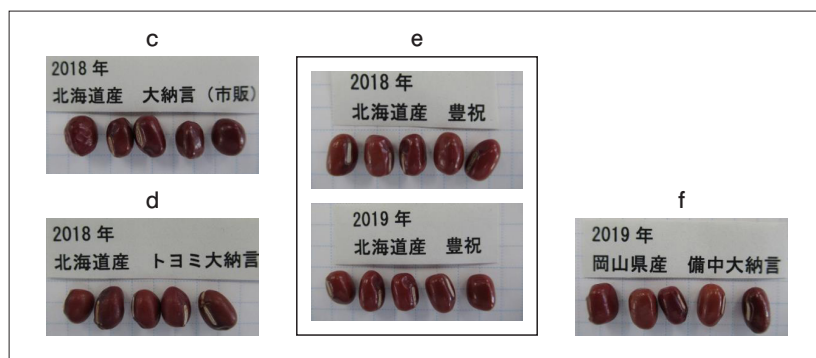 c
2018 年
北海道産 大納言（市販）
d
2018 年
北海道産 トヨミ大納言
e
2018 年
北海道産 豊祝
2019 年
北海道産 豊祝
f
2019 年
岡山県産 備中大納言